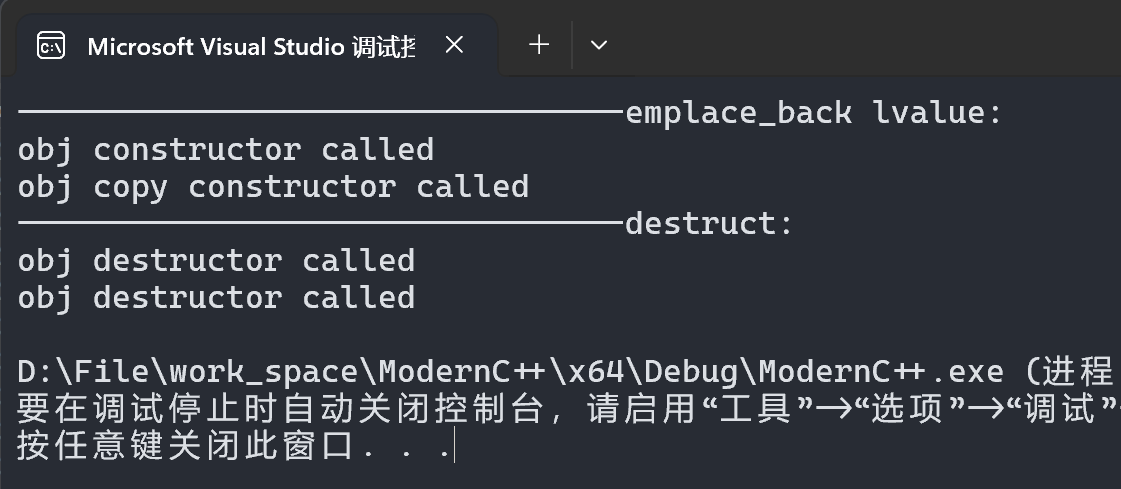 Microsoft Visual Studio 调试
————————————————emplace_back lvalue:
obj constructor called
obj copy constructor called
————————————————destruct:
obj destructor called
obj destructor called
D:\File\work_space\ModernC++\x64\Debug\ModernC++.exe (进程
要在调试停止时自动关闭控制台，请启用“工具”->“选项”->“调试”
按任意键关闭此窗口. . .